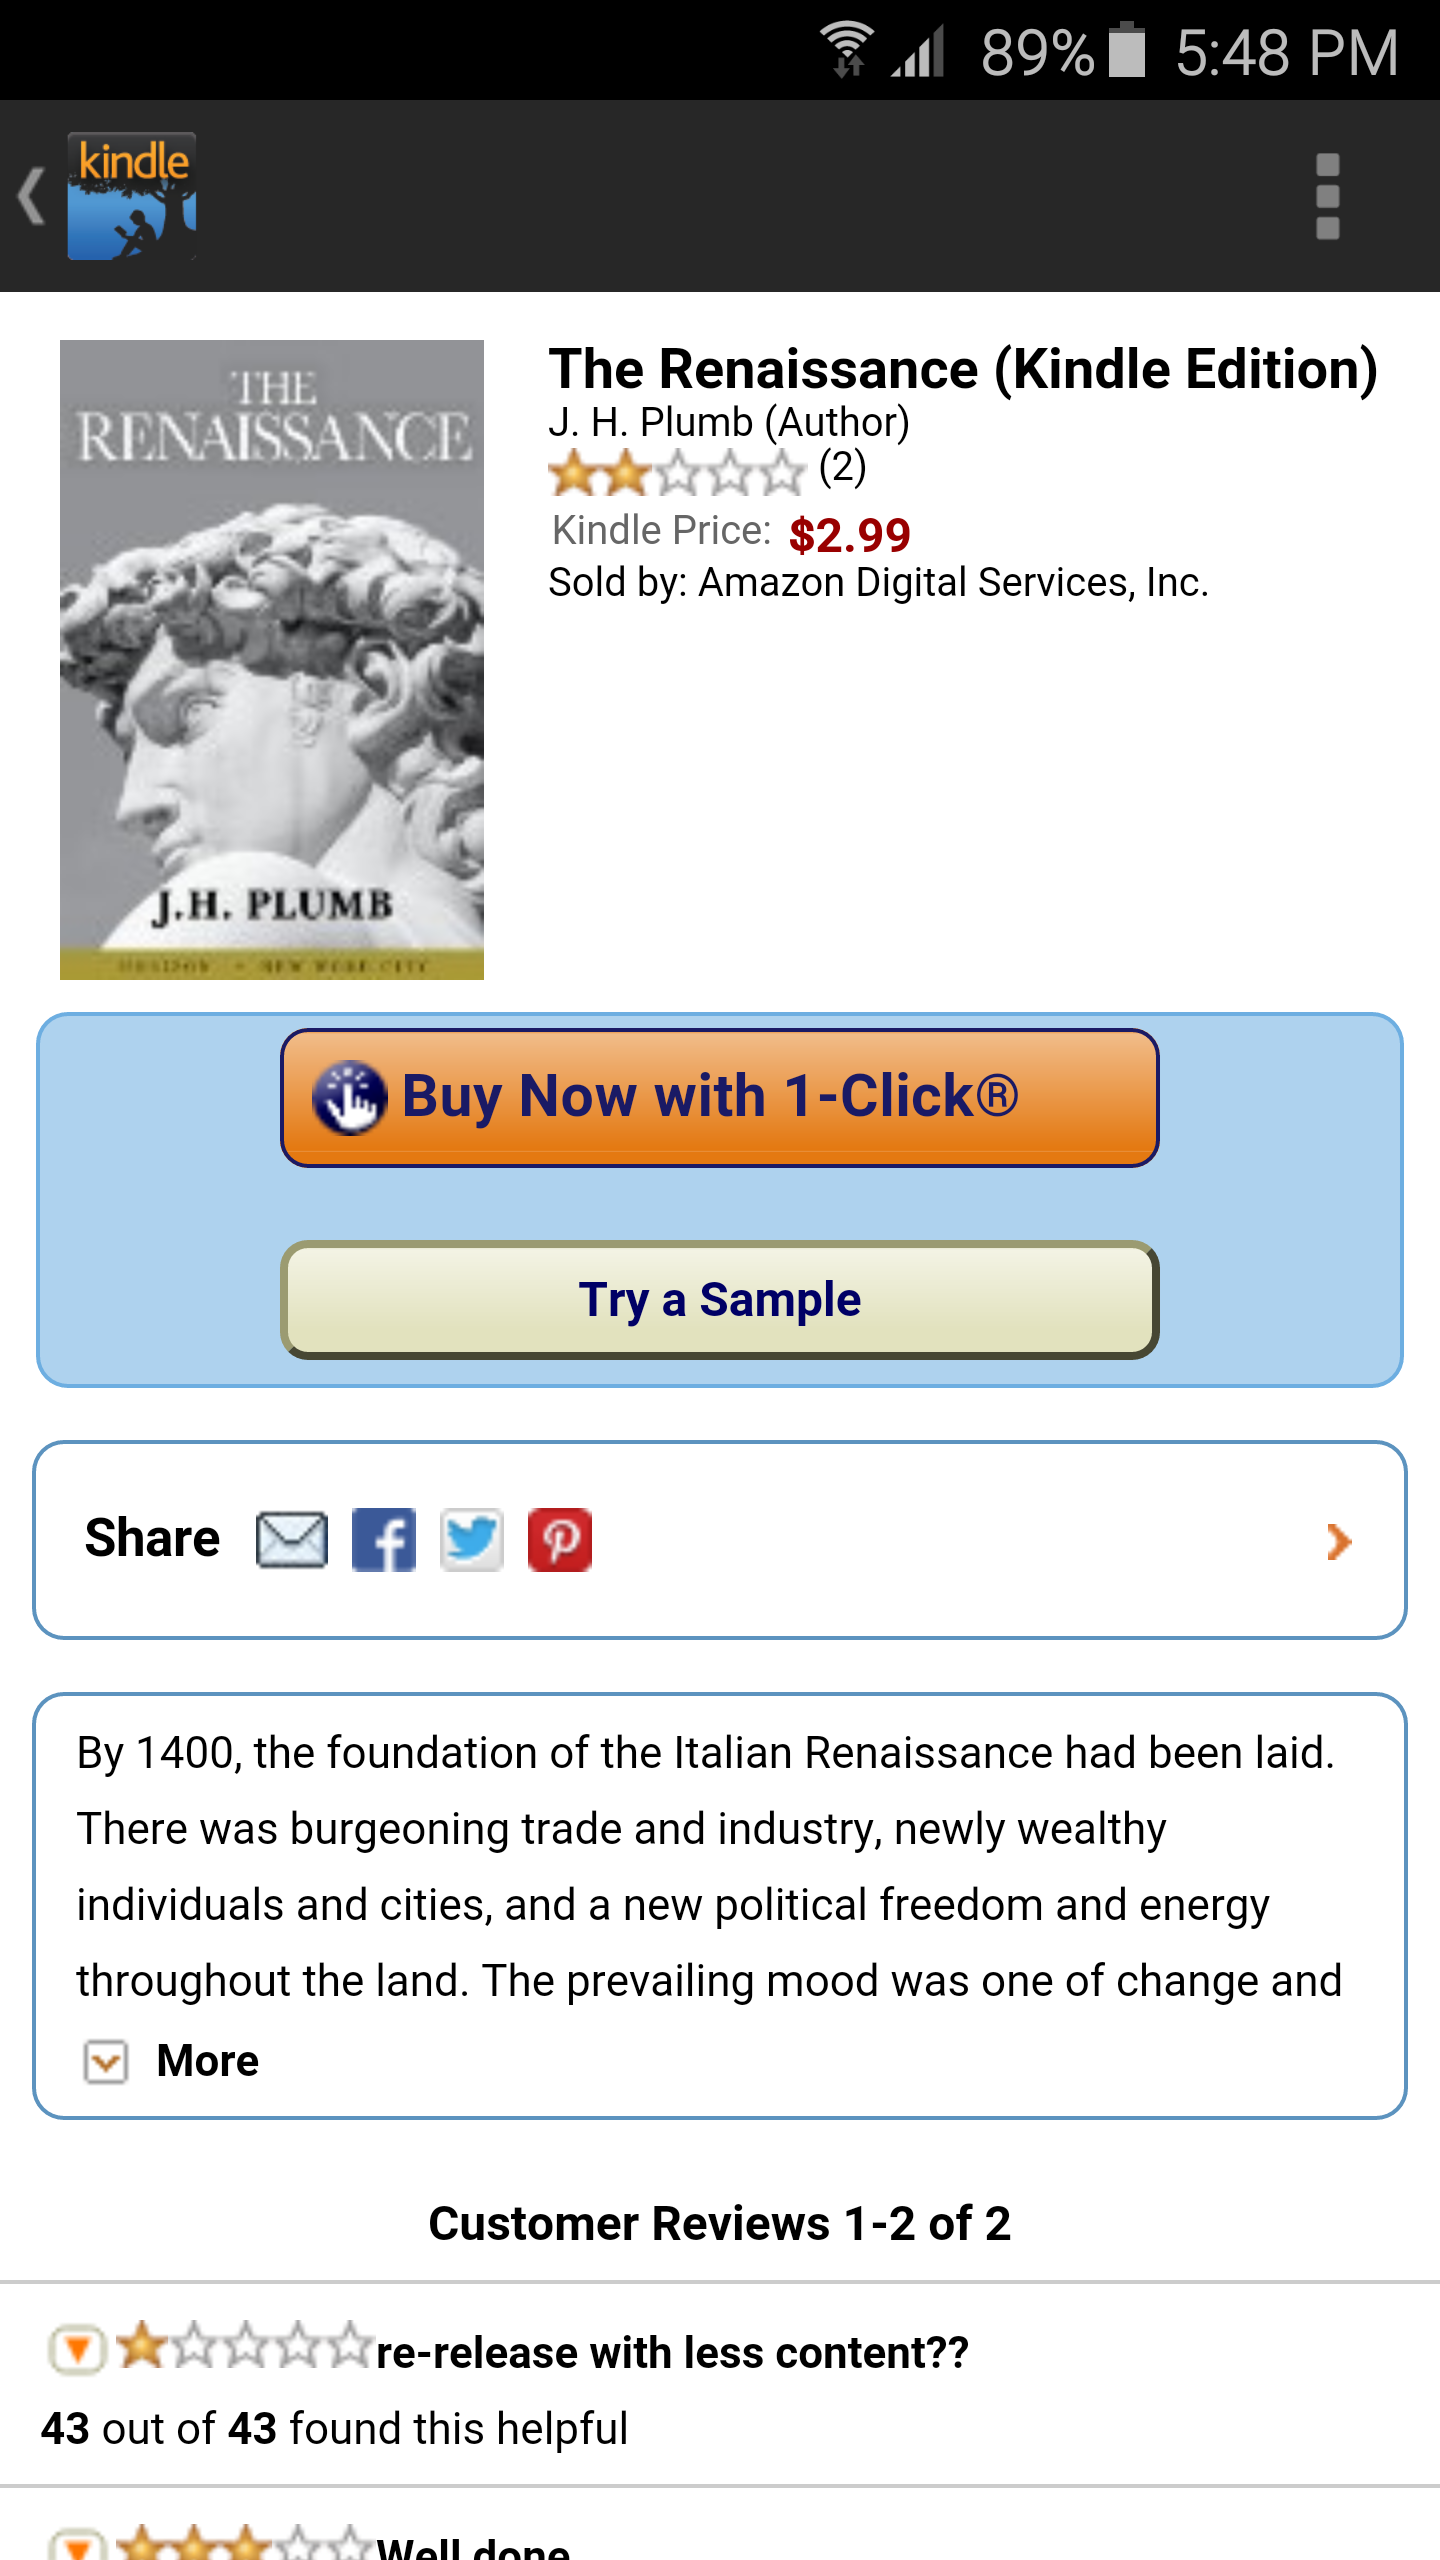 89% 5:48 PM
kindle
THE
RENAISSANCE
J.H. PLUMB
The Renaissance (Kindle Edition)
J. H. Plumb (Author)
(2)
Kindle Price: $2.99
Sold by: Amazon Digital Services, Inc.
Buy Now with 1-Click®
Try a Sample
Share
By 1400, the foundation of the Italian Renaissance had been laid.
There was burgeoning trade and industry, newly wealthy
individuals and cities, and a new political freedom and energy
throughout the land. The prevailing mood was one of change and
More
Customer Reviews 1-2 of 2
re-release with less content??
43 out of 43 found this helpful
Well done